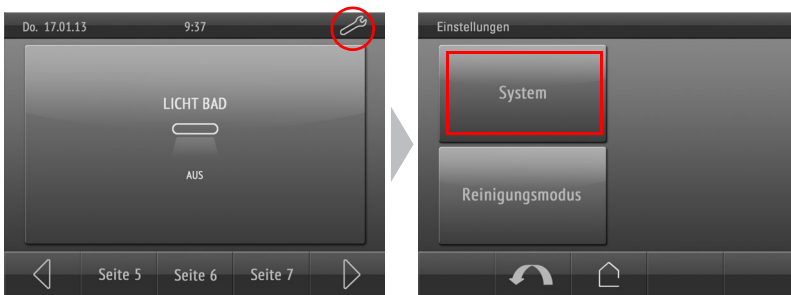 Do. 17.01.13 9:37
LICHT BAD
AUS
Seite 5 Seite 6 Seite 7
Einstellungen
System
Reinigungsmodus